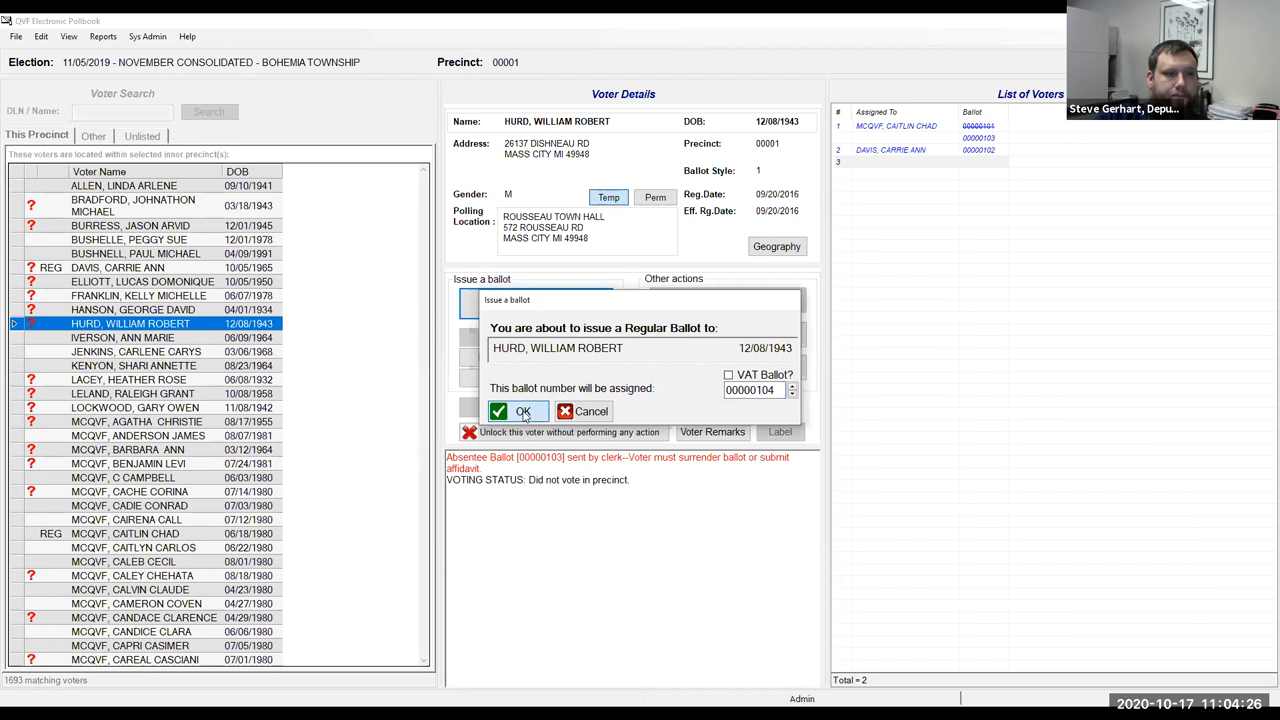 QVF Electronic Pollbook
File Edit View Reports Sys Admin Help
Election: 11/05/2019 - NOVEMBER CONSOLIDATED - BOHEMIA TOWNSHIP Precinct: 00001
Steve Gerhart, Depu...
Voter Search
DLN / Name: Search
This Precinct Other Unlisted
These voters are located within selected innor precinct(s):
Voter Name DOB
ALLEN, LINDA ARLENE 09/10/1941
? BRADFORD, JOHNATHON MICHAEL 03/18/1943
? BURRESS, JASON ARVID 12/01/1945
BUSHELLE, PEGGY SUE 12/01/1978
BUSHNELL, PAUL MICHAEL 04/09/1991
? REG DAVIS, CARRIE ANN 10/05/1965
? ELLIOTT, LUCAS DOMONIQUE 10/05/1950
? FRANKLIN, KELLY MICHELLE 06/07/1978
? HANSON, GEORGE DAVID 04/01/1934
? HURD, WILLIAM ROBERT 12/08/1943
IVERSON, ANN MARIE 06/09/1964
JENKINS, CARLENE CARYS 03/06/1968
KENYON, SHARI ANNETTE 08/23/1964
? LACEY, HEATHER ROSE 06/08/1932
? LELAND, RALEIGH GRANT 10/08/1958
? LOCKWOOD, GARY OWEN 11/08/1942
? MCQVF, AGATHA CHRISTIE 08/17/1955
MCQVF, ANDERSON JAMES 08/07/1981
? MCQVF, BARBARA ANN 03/12/1964
? MCQVF, BENJAMIN LEVI 07/24/1981
MCQVF, C CAMPBELL 06/03/1980
? MCQVF, CACHE CORINA 07/14/1980
MCQVF, CADIE CONRAD 07/03/1980
MCQVF, CAIRENA CALL 07/12/1980
REG MCQVF, CAITLIN CHAD 06/18/1980
MCQVF, CAITLYN CARLOS 06/22/1980
MCQVF, CALEB CECIL 08/01/1980
? MCQVF, CALEY CHEHATA 08/18/1980
MCQVF, CALVIN CLAUDE 04/23/1980
MCQVF, CAMERON COVEN 04/27/1980
? MCQVF, CANDACE CLARENCE 04/29/1980
MCQVF, CANDICE CLARA 06/06/1980
MCQVF, CAPRI CASIMER 07/05/1980
? MCQVF, CAREAL CASCIANI 07/01/1980
1693 matching voters
Voter Details
Name: HURD, WILLIAM ROBERT DOB: 12/08/1943
Address: 26137 DISHNEAU RD Precinct: 00001
MASS CITY MI 49948
Ballot Style: 1
Gender: M Temp Perm Reg.Date: 09/20/2016
Polling Location : Eff. Rg.Date: 09/20/2016
ROUSSEAU TOWN HALL
572 ROUSSEAU RD
MASS CITY MI 49948
Geography
Issue a ballot Other actions
Issue a ballot
You are about to issue a Regular Ballot to:
HURD, WILLIAM ROBERT 12/08/1943
VAT Ballot?
This ballot number will be assigned: 00000104
OK Cancel
Unlock this voter without performing any action Voter Remarks Label
Absentee Ballot [00000103] sent by clerk--Voter must surrender ballot or submit
affidavit.
VOTING STATUS: Did not vote in precinct.
List of Voters
# Assigned To Ballot
1 MCQVF, CAITLIN CHAD 00000101
00000103
2 DAVIS, CARRIE ANN 00000102
3
Total = 2
Admin
2020-10-17 11:04:26